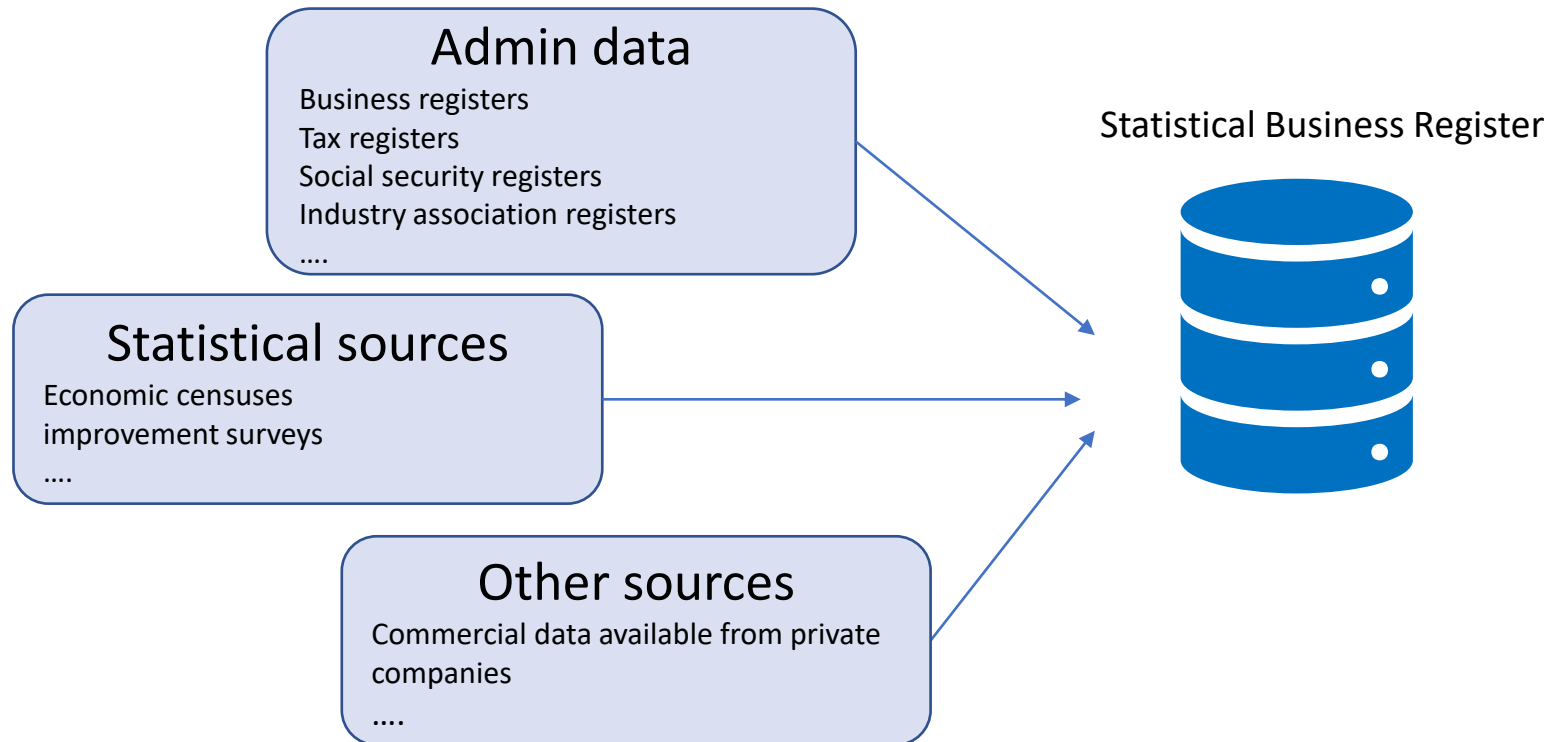 Admin data
Business registers
Tax registers
Social security registers
Industry association registers
....
Statistical Business Register
Statistical sources
Economic censuses
improvement surveys
....
Other sources
Commercial data available from private
companies
....